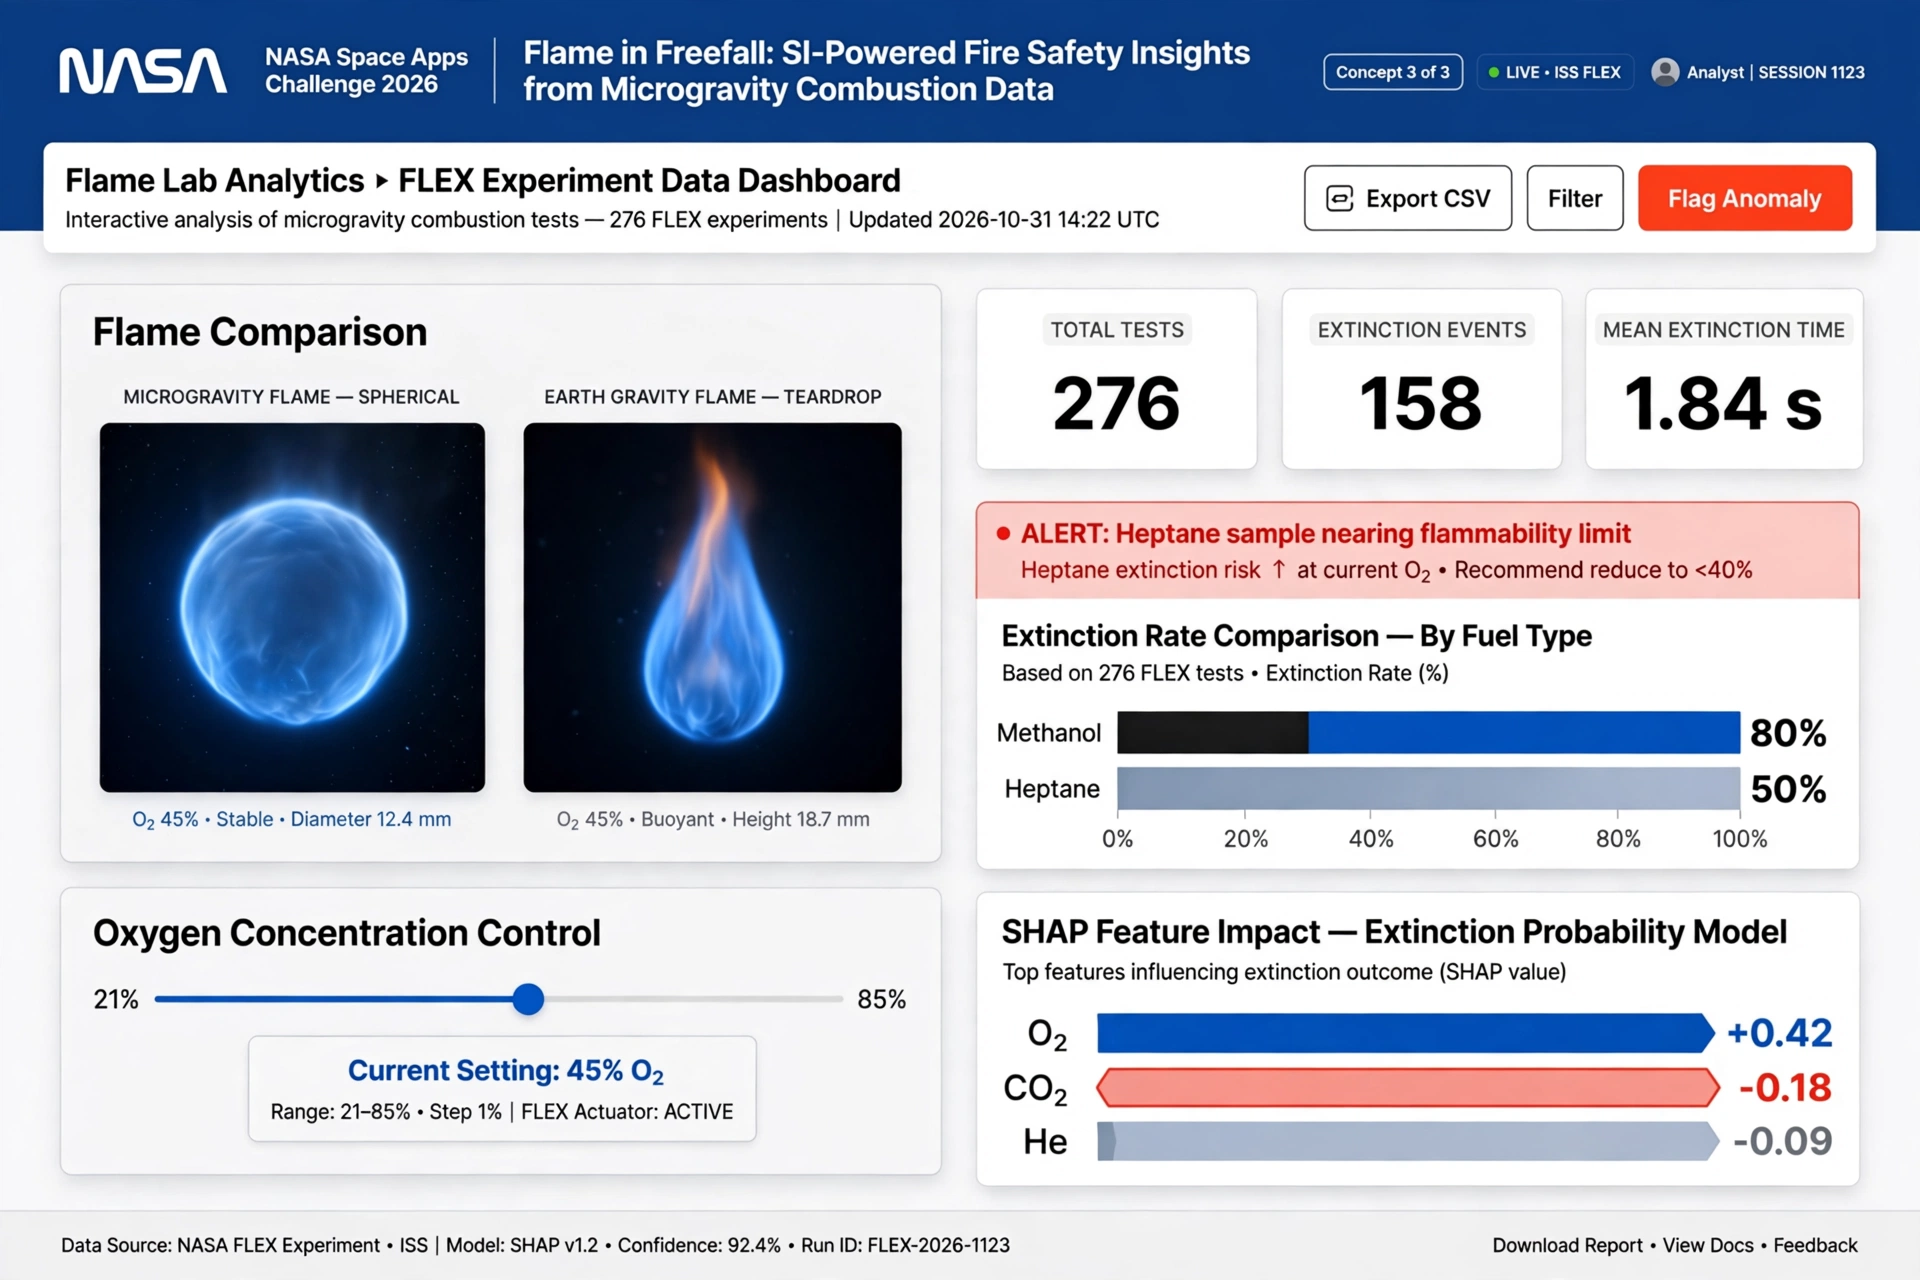 NASA
NASA Space Apps
Challenge 2026
Flame in Freefall: SI-Powered Fire Safety Insights
from Microgravity Combustion Data
Concept 3 of 3
LIVE • ISS FLEX
Analyst | SESSION 1123
Flame Lab Analytics ▸ FLEX Experiment Data Dashboard
Interactive analysis of microgravity combustion tests — 276 FLEX experiments | Updated 2026-10-31 14:22 UTC
Export CSV
Filter
Flag Anomaly
Flame Comparison
MICROGRAVITY FLAME — SPHERICAL
EARTH GRAVITY FLAME — TEARDROP
O₂ 45% • Stable • Diameter 12.4 mm
O₂ 45% • Buoyant • Height 18.7 mm
Oxygen Concentration Control
21%
85%
Current Setting: 45% O₂
Range: 21–85% • Step 1% | FLEX Actuator: ACTIVE
TOTAL TESTS
276
EXTINCTION EVENTS
158
MEAN EXTINCTION TIME
1.84 s
ALERT: Heptane sample nearing flammability limit
Heptane extinction risk ↑ at current O₂ • Recommend reduce to <40%
Extinction Rate Comparison — By Fuel Type
Based on 276 FLEX tests • Extinction Rate (%)
Methanol 80%
Heptane 50%
0% 20% 40% 60% 80% 100%
SHAP Feature Impact — Extinction Probability Model
Top features influencing extinction outcome (SHAP value)
O₂ +0.42
CO₂ -0.18
He -0.09
Data Source: NASA FLEX Experiment • ISS | Model: SHAP v1.2 • Confidence: 92.4% • Run ID: FLEX-2026-1123
Download Report • View Docs • Feedback